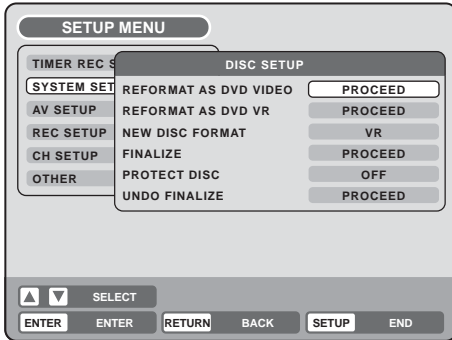 SETUP MENU
TIMER REC S
SYSTEM SET
AV SETUP
REC SETUP
CH SETUP
OTHER
DISC SETUP
REFORMAT AS DVD VIDEO PROCEED
REFORMAT AS DVD VR PROCEED
NEW DISC FORMAT VR
FINALIZE PROCEED
PROTECT DISC OFF
UNDO FINALIZE PROCEED
SELECT
ENTER ENTER RETURN BACK SETUP END